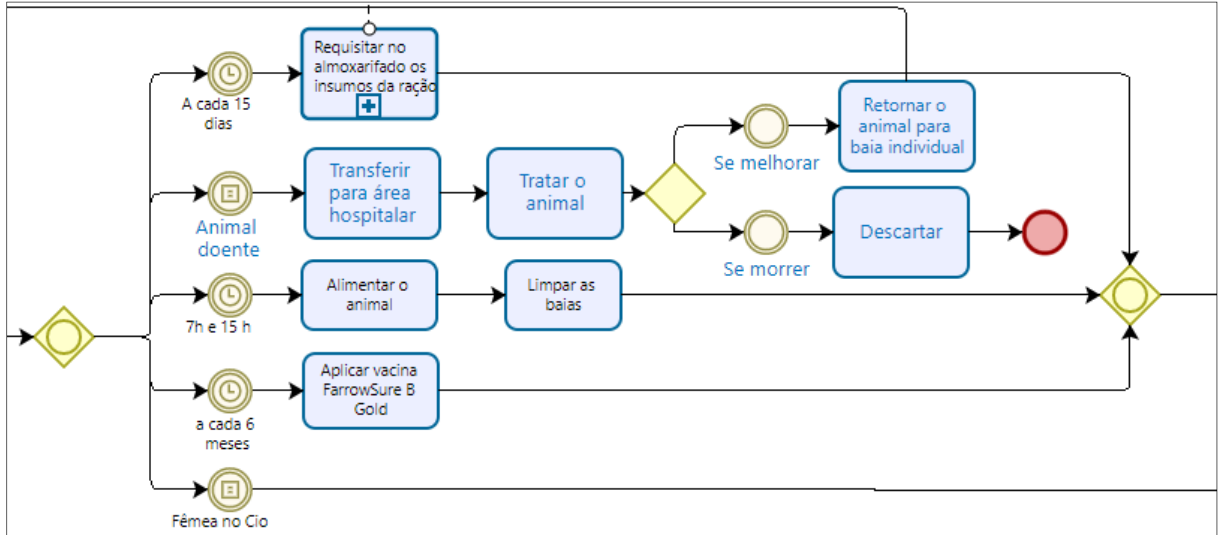 A cada 15
dias
Requisitar no
almoxarifado os
insumos da ração
Retornar o
animal para
baia individual
Se melhorar
Animal
doente
Transferir
para área
hospitalar
Tratar o
animal
Se morrer
Descartar
7h e 15 h
Alimentar o
animal
Limpar as
baias
a cada 6
meses
Aplicar vacina
FarrowSure B
Gold
Fêmea no Cio